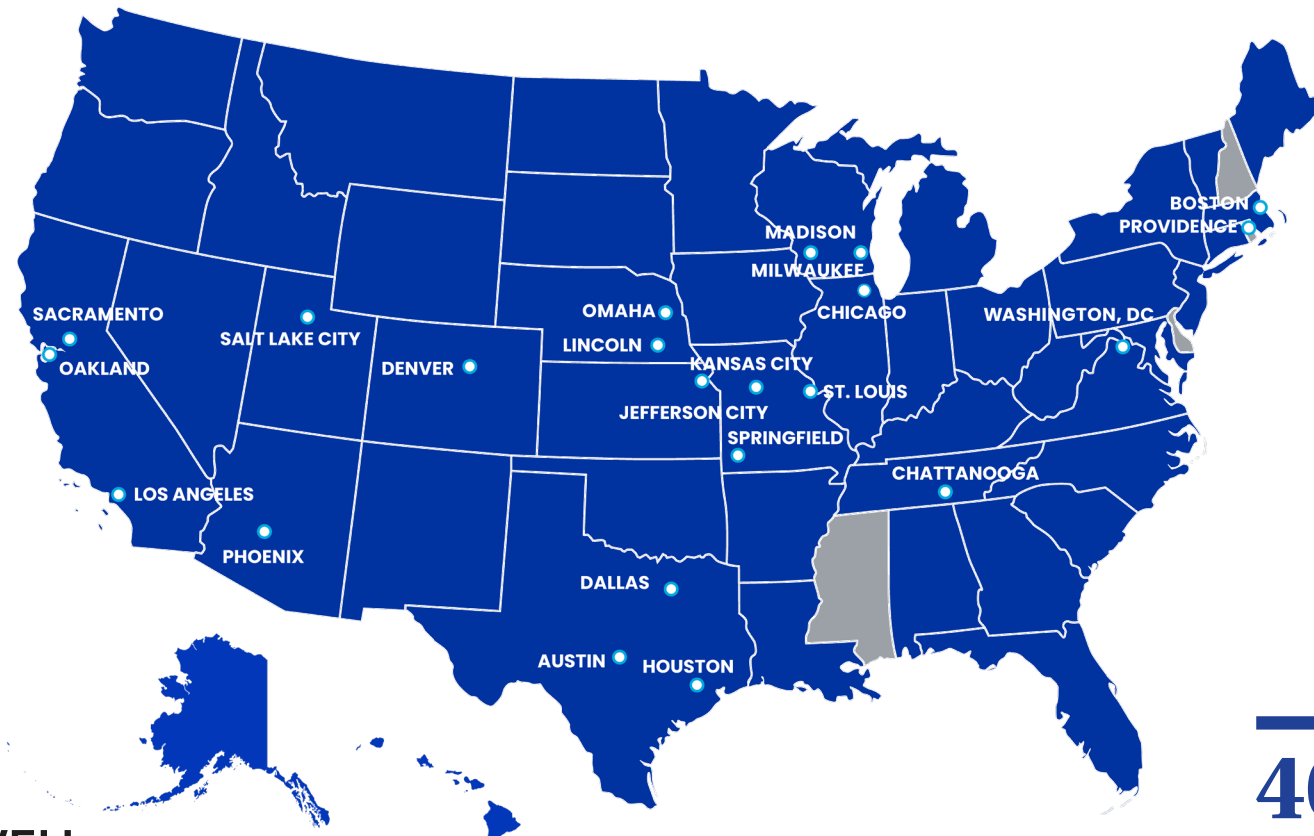 BOSTON
PROVIDENCE
MADISON
MILWAUKEE
CHICAGO
WASHINGTON, DC
SACRAMENTO
OAKLAND
SALT LAKE CITY
OMAHA
LINCOLN
DENVER
KANSAS CITY
JEFFERSON CITY
ST. LOUIS
SPRINGFIELD
CHATTANOOGA
LOS ANGELES
PHOENIX
DALLAS
AUSTIN
HOUSTON